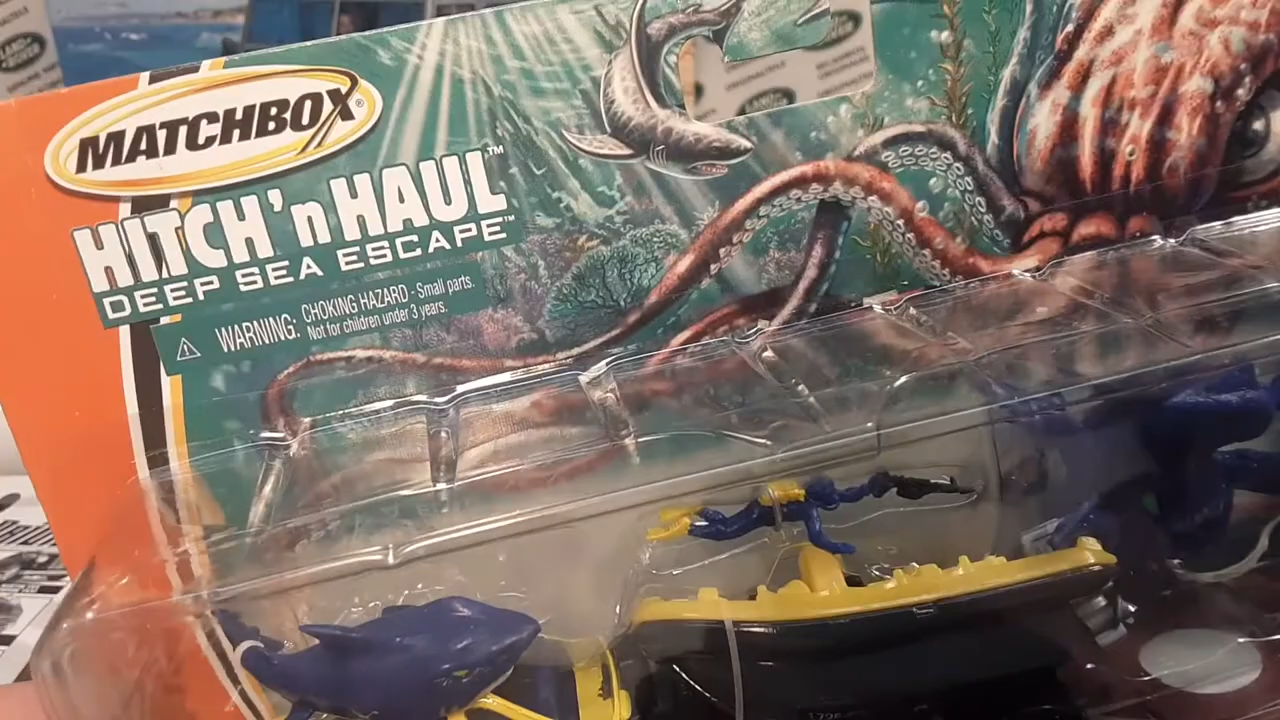 MATCHBOX®
HITCH'n HAUL™
DEEP SEA ESCAPE™
WARNING: CHOKING HAZARD - Small parts.
Not for children under 3 years.